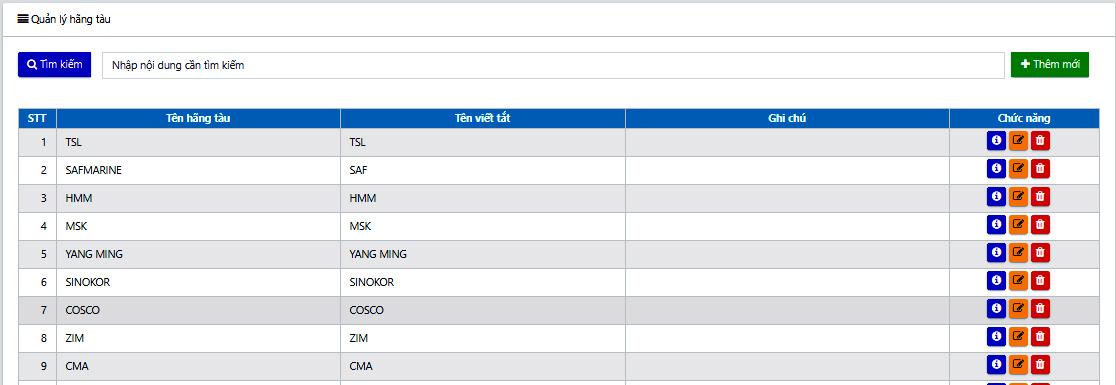 Quản lý hãng tàu
Tìm kiếm Nhập nội dung cần tìm kiếm Thêm mới
STT Tên hãng tàu Tên viết tắt Ghi chú Chức năng
1 TSL TSL
2 SAFMARINE SAF
3 HMM HMM
4 MSK MSK
5 YANG MING YANG MING
6 SINOKOR SINOKOR
7 COSCO COSCO
8 ZIM ZIM
9 CMA CMA